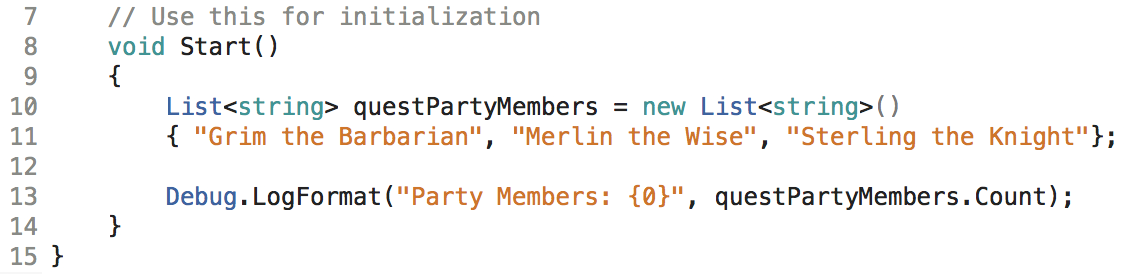 7 // Use this for initialization
8 void Start()
9 {
10 List<string> questPartyMembers = new List<string>()
11 { "Grim the Barbarian", "Merlin the Wise", "Sterling the Knight"};
12
13 Debug.LogFormat("Party Members: {0}", questPartyMembers.Count);
14 }
15 }